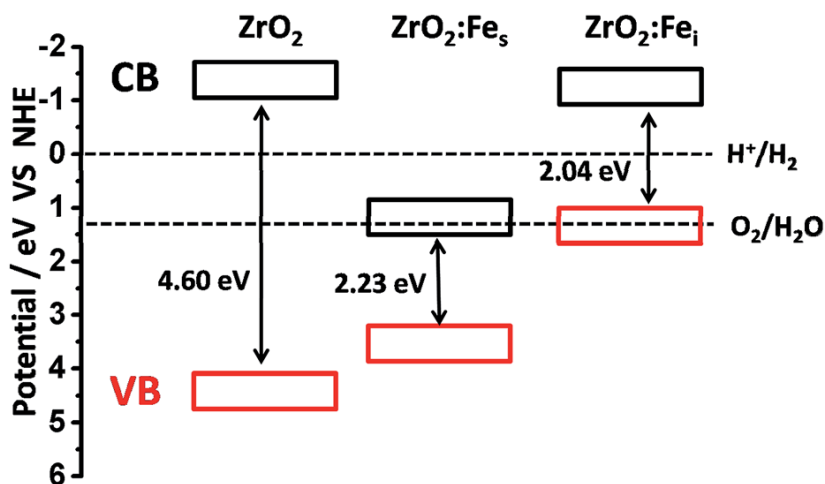 ZrO₂ ZrO₂:Feₛ ZrO₂:Feᵢ
CB
VB
Potential / eV VS NHE
-2
-1
0
1
2
3
4
5
6
4.60 eV
2.23 eV
2.04 eV
H⁺/H₂
O₂/H₂O